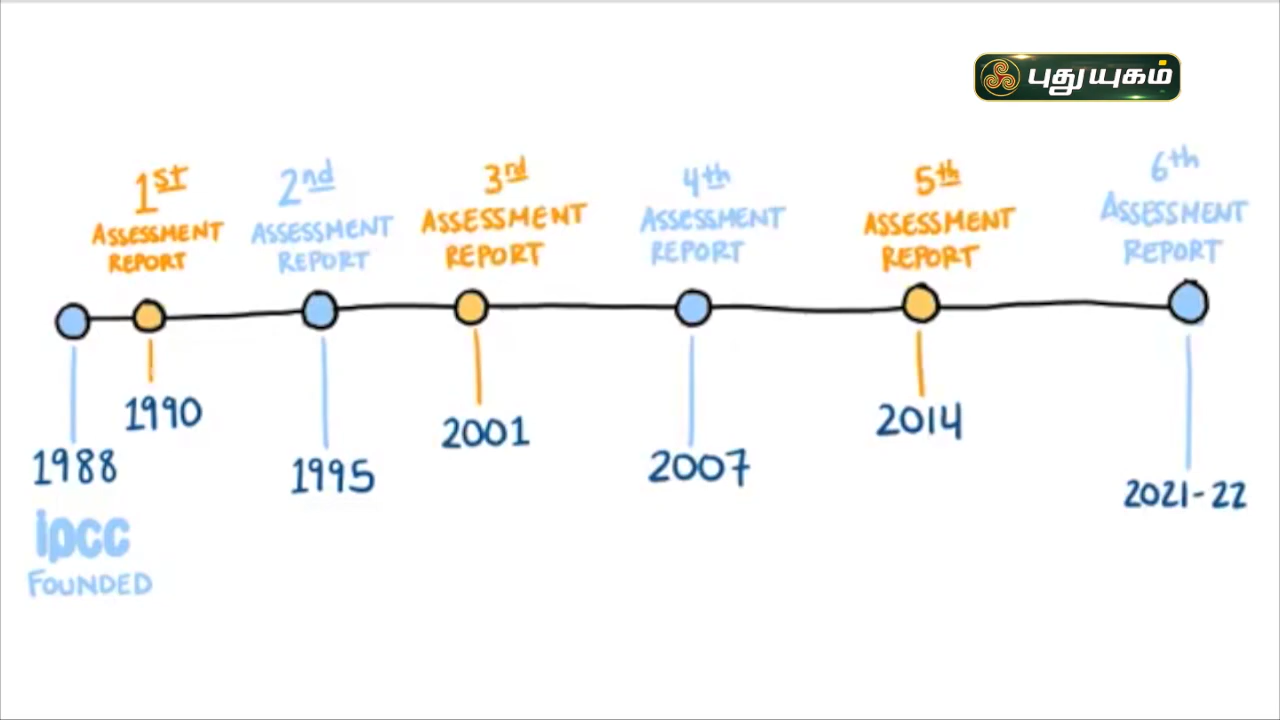 புதுயுகம்
1st
ASSESSMENT
REPORT
2nd
ASSESSMENT
REPORT
3rd
ASSESSMENT
REPORT
4th
ASSESSMENT
REPORT
5th
ASSESSMENT
REPORT
6th
ASSESSMENT
REPORT
1988
ipcc
FOUNDED
1990
1995
2001
2007
2014
2021-22